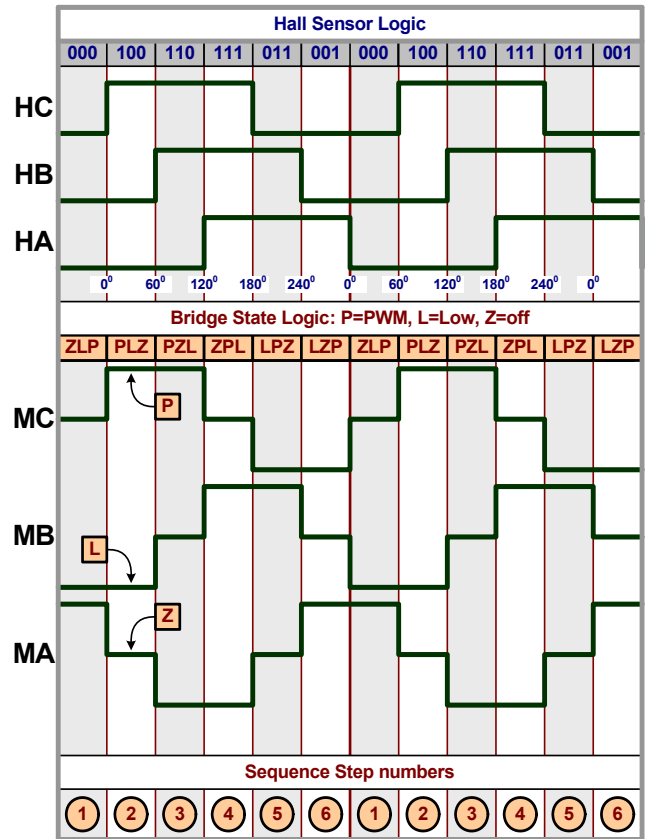 Hall Sensor Logic
000 100 110 111 011 001 000 100 110 111 011 001
HC
HB
HA
0⁰ 60⁰ 120⁰ 180⁰ 240⁰ 0⁰ 60⁰ 120⁰ 180⁰ 240⁰ 0⁰
Bridge State Logic: P=PWM, L=Low, Z=off
ZLP PLZ PZL ZPL LPZ LZP ZLP PLZ PZL ZPL LPZ LZP
MC
P
MB
L
Z
MA
Sequence Step numbers
1 2 3 4 5 6 1 2 3 4 5 6